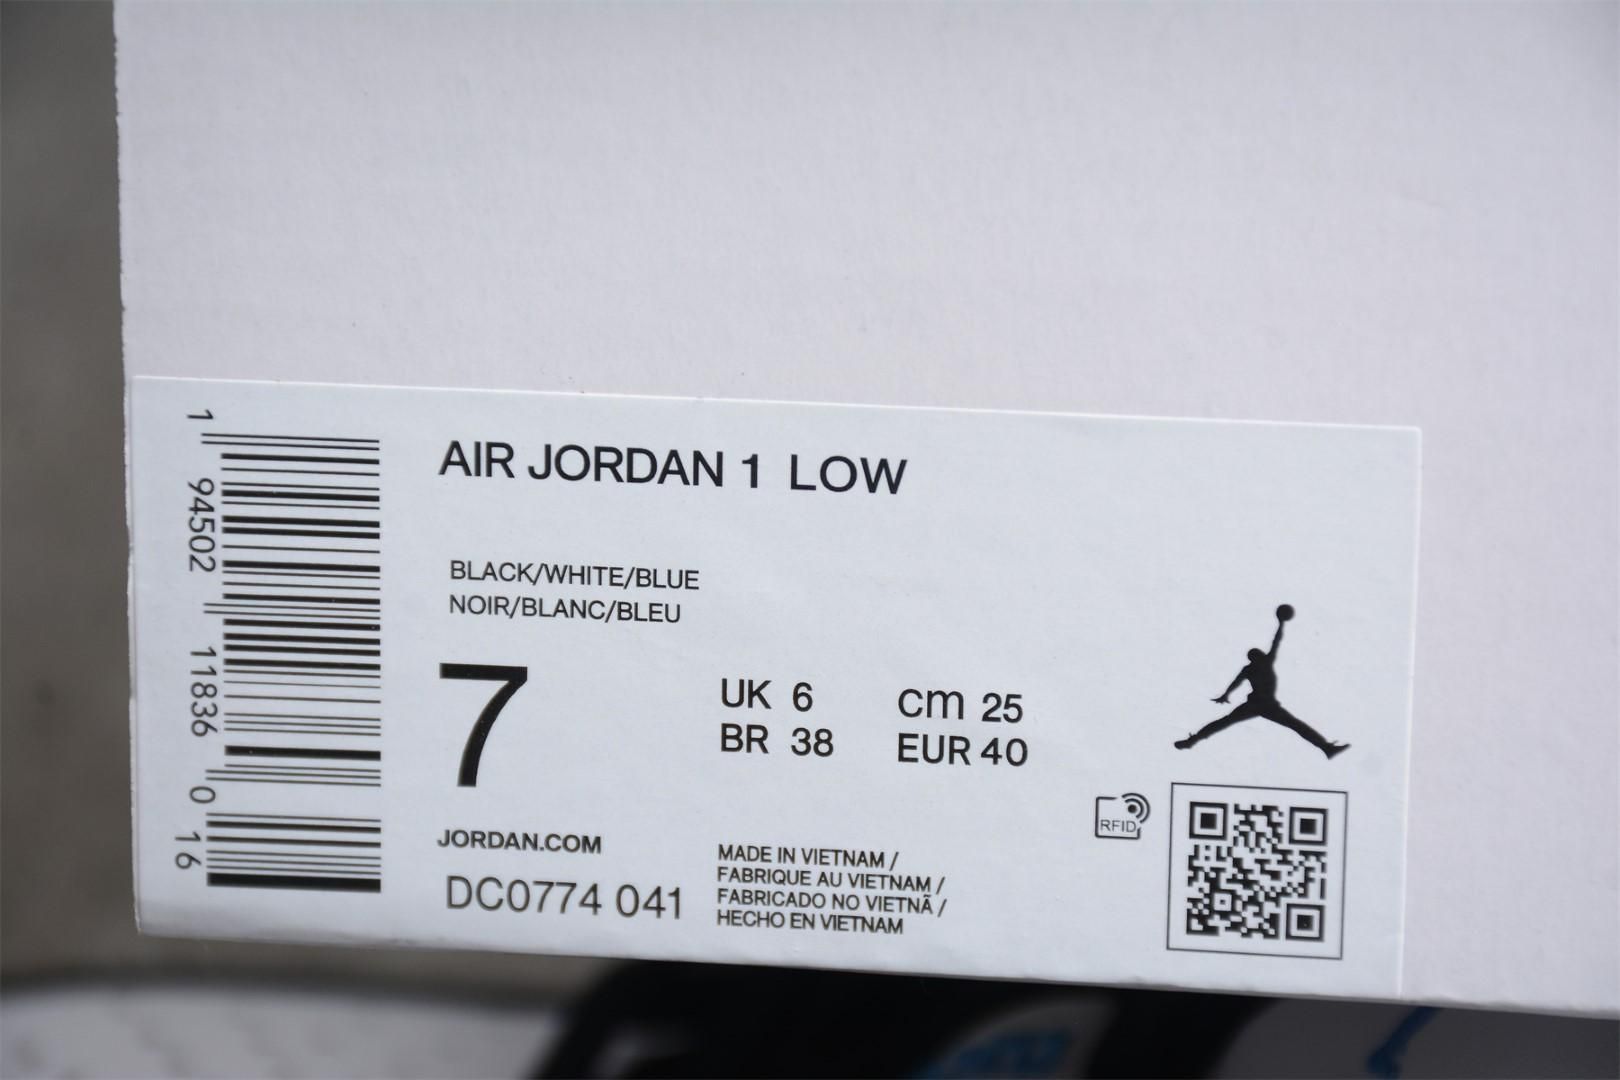 AIR JORDAN 1 LOW
BLACK/WHITE/BLUE
NOIR/BLANC/BLEU
7
UK 6
BR 38
cm 25
EUR 40
JORDAN.COM
DC0774 041
MADE IN VIETNAM /
FABRIQUE AU VIETNAM /
FABRICADO NO VIETNÃ /
HECHO EN VIETNAM
RFID
1 94502 11836 0
16